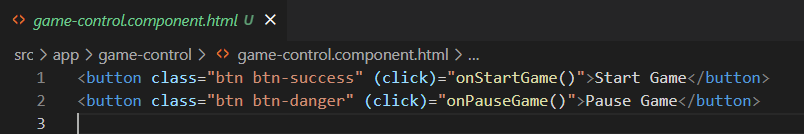 game-control.component.html U ×
src > app > game-control > <> game-control.component.html > ...
1 <button class="btn btn-success" (click)="onStartGame()">Start Game</button>
2 <button class="btn btn-danger" (click)="onPauseGame()">Pause Game</button>
3